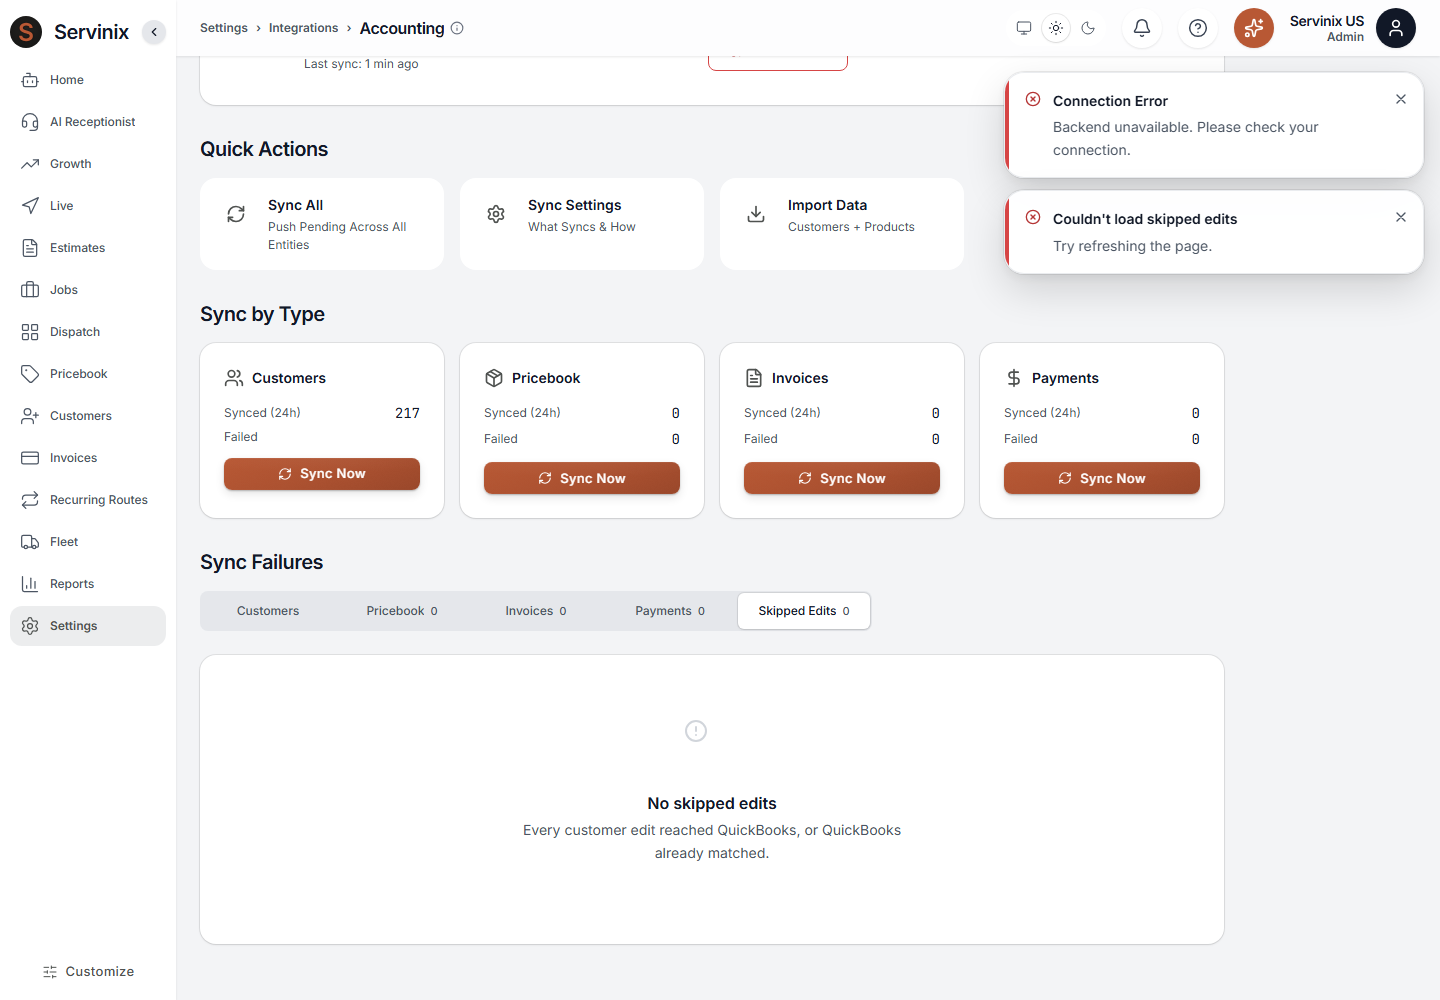 S Servinix
Settings › Integrations › Accounting
Servinix US
Admin
Home
AI Receptionist
Growth
Live
Estimates
Jobs
Dispatch
Pricebook
Customers
Invoices
Recurring Routes
Fleet
Reports
Settings
Customize
Last sync: 1 min ago
Connection Error
Backend unavailable. Please check your
connection.
Couldn't load skipped edits
Try refreshing the page.
Quick Actions
Sync All
Push Pending Across All
Entities
Sync Settings
What Syncs & How
Import Data
Customers + Products
Sync by Type
Customers
Synced (24h) 217
Failed
Sync Now
Pricebook
Synced (24h) 0
Failed 0
Sync Now
Invoices
Synced (24h) 0
Failed 0
Sync Now
Payments
Synced (24h) 0
Failed 0
Sync Now
Sync Failures
Customers Pricebook 0 Invoices 0 Payments 0 Skipped Edits 0
No skipped edits
Every customer edit reached QuickBooks, or QuickBooks
already matched.